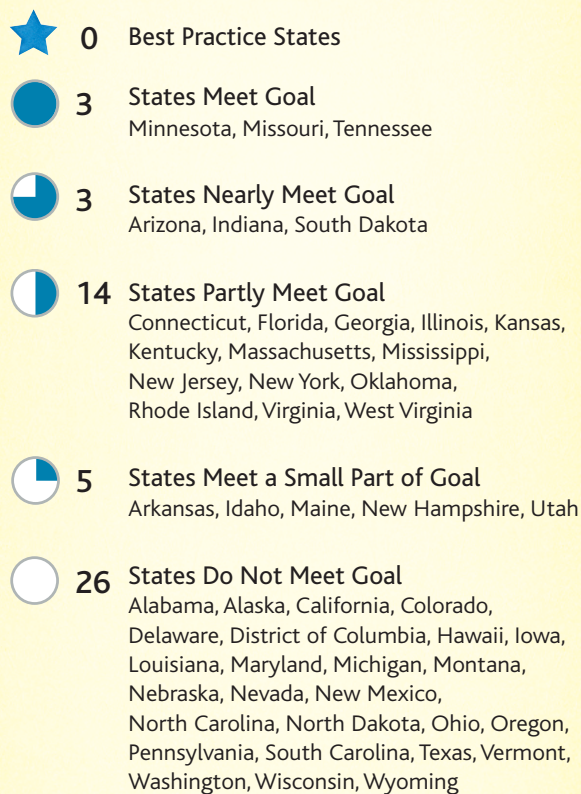 0 Best Practice States
3 States Meet Goal
Minnesota, Missouri, Tennessee
3 States Nearly Meet Goal
Arizona, Indiana, South Dakota
14 States Partly Meet Goal
Connecticut, Florida, Georgia, Illinois, Kansas,
Kentucky, Massachusetts, Mississippi,
New Jersey, New York, Oklahoma,
Rhode Island, Virginia, West Virginia
5 States Meet a Small Part of Goal
Arkansas, Idaho, Maine, New Hampshire, Utah
26 States Do Not Meet Goal
Alabama, Alaska, California, Colorado,
Delaware, District of Columbia, Hawaii, Iowa,
Louisiana, Maryland, Michigan, Montana,
Nebraska, Nevada, New Mexico,
North Carolina, North Dakota, Ohio, Oregon,
Pennsylvania, South Carolina, Texas, Vermont,
Washington, Wisconsin, Wyoming